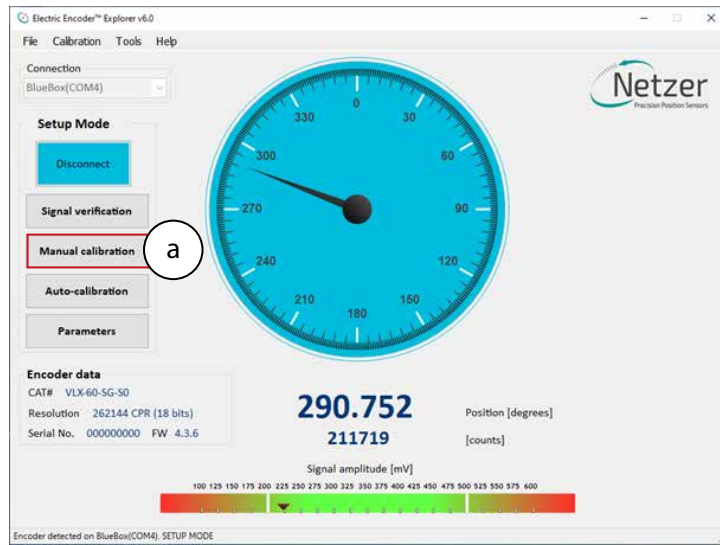 Electric Encoder™ Explorer v6.0
File Calibration Tools Help
Connection
BlueBox(COM4)
Netzer
Precision Position Sensors
Setup Mode
Disconnect
Signal verification
Manual calibration
a
Auto-calibration
Parameters
0
30
60
90
120
150
180
210
240
270
300
330
Encoder data
CAT# VLX-60-SG-S0
Resolution 262144 CPR (18 bits)
Serial No. 000000000 FW 4.3.6
290.752 Position [degrees]
211719 [counts]
Signal amplitude [mV]
100 125 150 175 200 225 250 275 300 325 350 375 400 425 450 475 500 525 550 575 600
Encoder detected on BlueBox(COM4). SETUP MODE